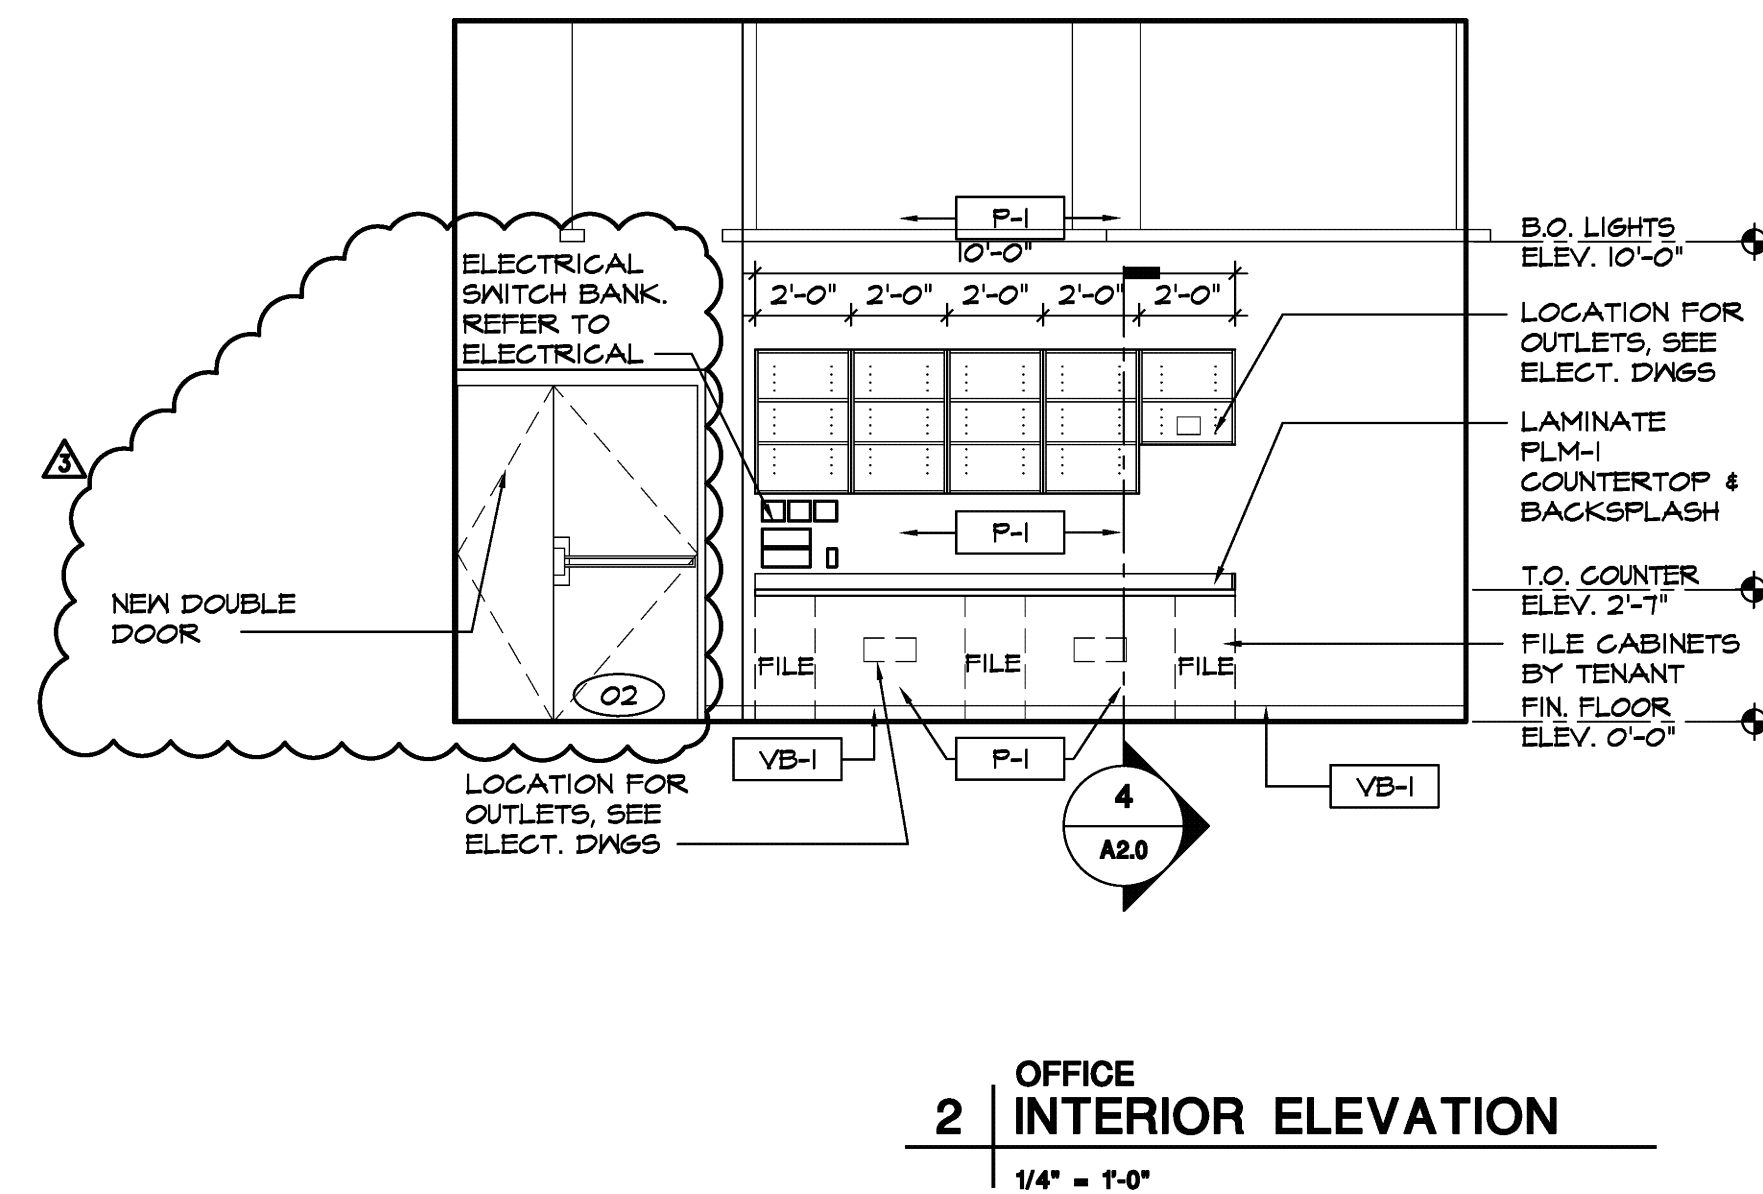 P-1
10'-0"
2'-0" 2'-0" 2'-0" 2'-0" 2'-0"
B.O. LIGHTS
ELEV. 10'-0"
ELECTRICAL
SWITCH BANK.
REFER TO
ELECTRICAL
LOCATION FOR
OUTLETS, SEE
ELECT. DWGS
LAMINATE
PLM-1
COUNTERTOP &
BACKSPLASH
3
P-1
T.O. COUNTER
ELEV. 2'-7"
NEW DOUBLE
DOOR
FILE CABINETS
BY TENANT
FILE FILE FILE
02
FIN. FLOOR
ELEV. 0'-0"
VB-1
P-1
VB-1
LOCATION FOR
OUTLETS, SEE
ELECT. DWGS
4
A2.0
OFFICE
2 INTERIOR ELEVATION
1/4" = 1'-0"